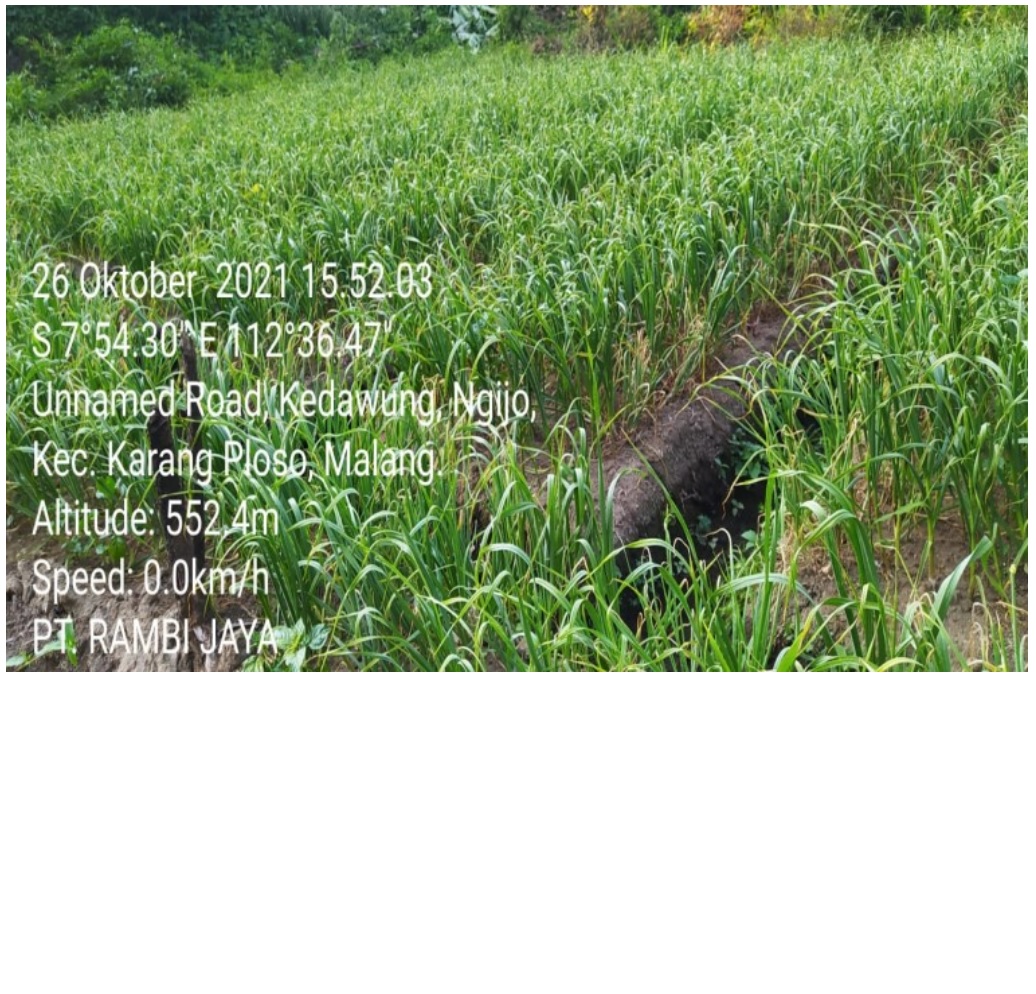 26 Oktober 2021 15.52.03
S 7°54.30" E 112°36.47"
Unnamed Road, Kedawung, Ngijo,
Kec. Karang Ploso, Malang.
Altitude: 552,4m
Speed: 0.0km/h
PT. RAMBI JAYA